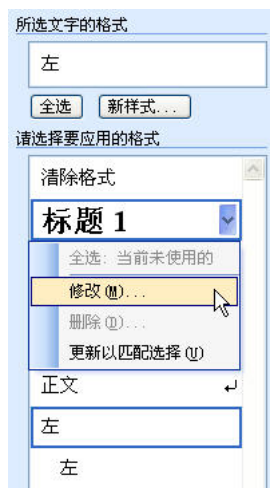 所选文字的格式
左
全选 新样式...
请选择要应用的格式
清除格式
标题 1
全选: 当前未使用的
修改(M)...
删除(D)...
更新以匹配选择(U)
正文 ↵
左
左